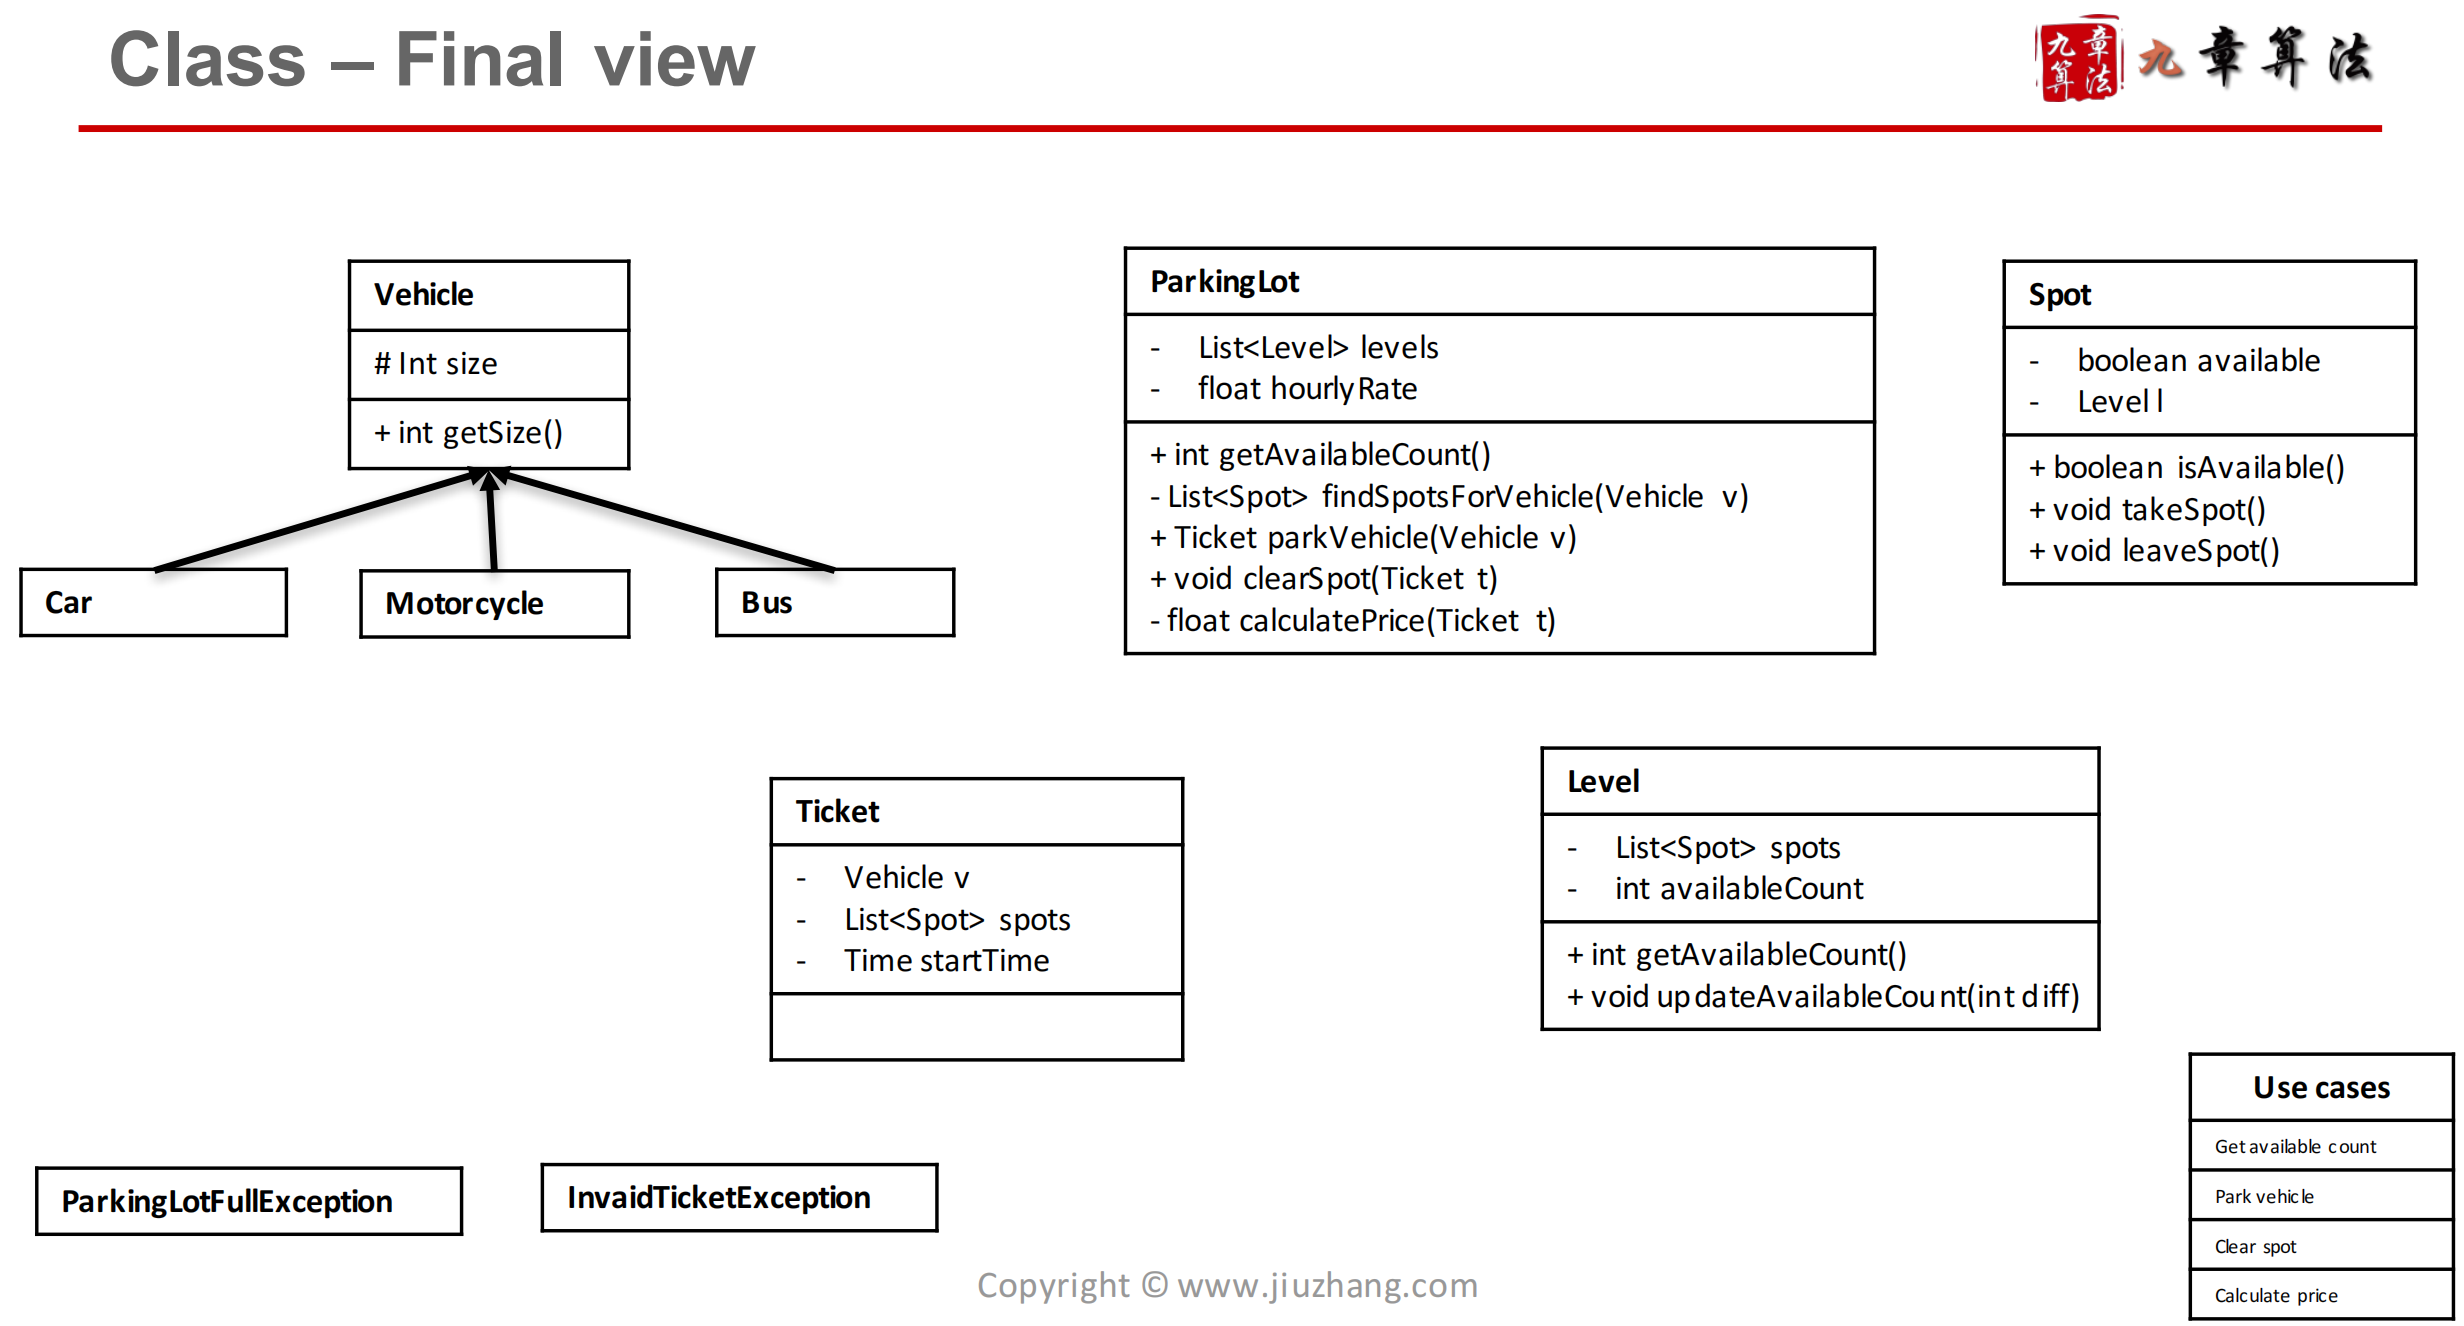 Class – Final view
九章算法
九章算法
Vehicle
# Int size
+ int getSize()
Car
Motorcycle
Bus
ParkingLot
- List<Level> levels
- float hourlyRate
+ int getAvailableCount()
- List<Spot> findSpotsForVehicle(Vehicle v)
+ Ticket parkVehicle(Vehicle v)
+ void clearSpot(Ticket t)
- float calculatePrice(Ticket t)
Spot
- boolean available
- Level l
+ boolean isAvailable()
+ void takeSpot()
+ void leaveSpot()
Ticket
- Vehicle v
- List<Spot> spots
- Time startTime
Level
- List<Spot> spots
- int availableCount
+ int getAvailableCount()
+ void updateAvailableCount(int diff)
ParkingLotFullException
InvaidTicketException
Use cases
Get available count
Park vehicle
Clear spot
Calculate price
Copyright © www.jiuzhang.com